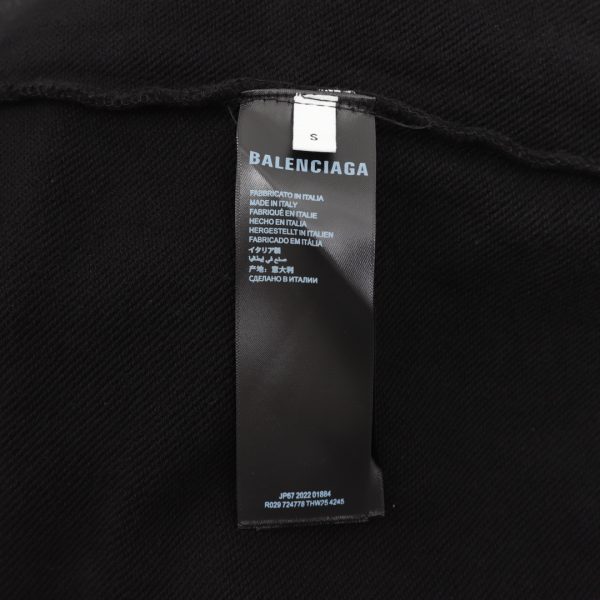 S
BALENCIAGA
FABBRICATO IN ITALIA
MADE IN ITALY
FABRIQUÉ EN ITALIE
HECHO EN ITALIA
HERGESTELLT IN ITALIEN
FABRICADO EM ITÁLIA
イタリア製
صنع في إيطاليا
产地：意大利
СДЕЛАНО В ИТАЛИИ
JP67 2022 01884
R029 724778 THW25 4245